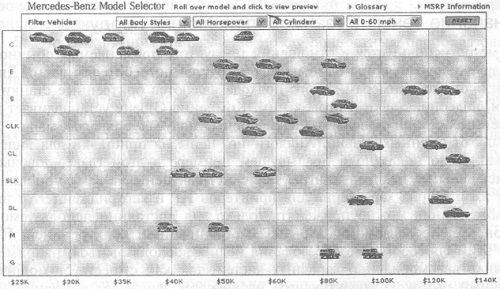 Mercedes-Benz Model Selector Roll over model and click to view preview Glossary MSRP Information
Filter Vehicles All Body Styles All Horsepower All Cylinders All 0-60 mph RESET
C
E
S
CLK
CL
SLK
SL
M
G
$25K $30K $35K $40K $50K $60K $80K $100K $120K $140K